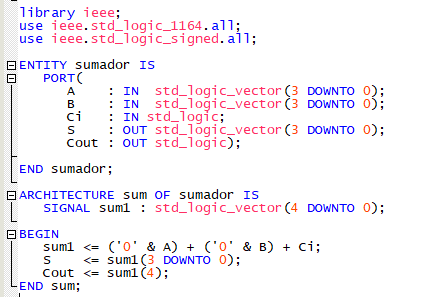 library ieee;
use ieee.std_logic_1164.all;
use ieee.std_logic_signed.all;
ENTITY sumador IS
PORT(
A : IN std_logic_vector(3 DOWNTO 0);
B : IN std_logic_vector(3 DOWNTO 0);
Ci : IN std_logic;
S : OUT std_logic_vector(3 DOWNTO 0);
Cout : OUT std_logic);
END sumador;
ARCHITECTURE sum OF sumador IS
SIGNAL sum1 : std_logic_vector(4 DOWNTO 0);
BEGIN
sum1 <= ('0' & A) + ('0' & B) + Ci;
S <= sum1(3 DOWNTO 0);
Cout <= sum1(4);
END sum;